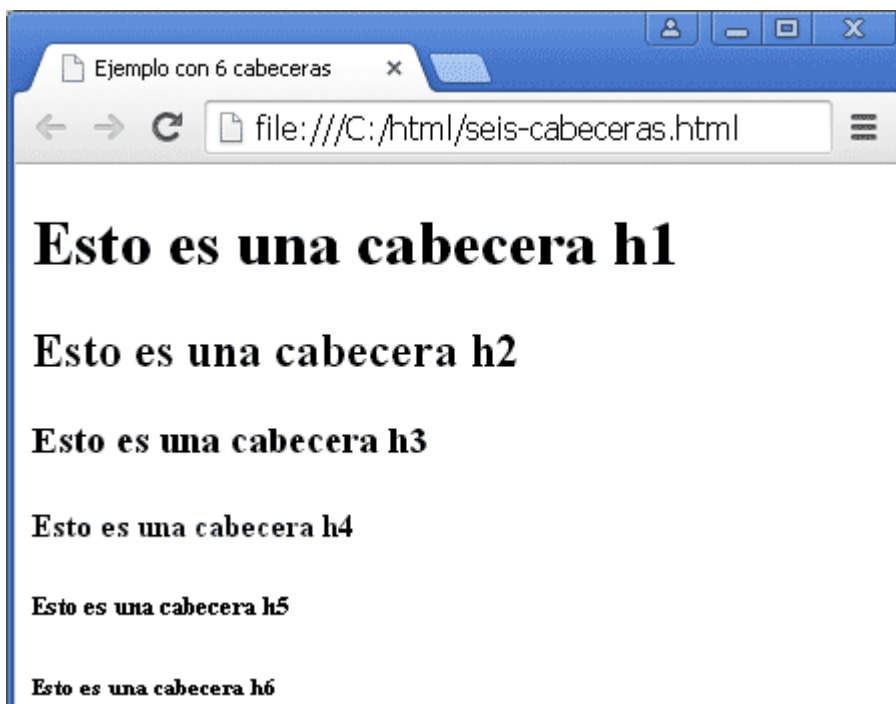 Ejemplo con 6 cabeceras
file:///C:/html/seis-cabeceras.html
Esto es una cabecera h1
Esto es una cabecera h2
Esto es una cabecera h3
Esto es una cabecera h4
Esto es una cabecera h5
Esto es una cabecera h6